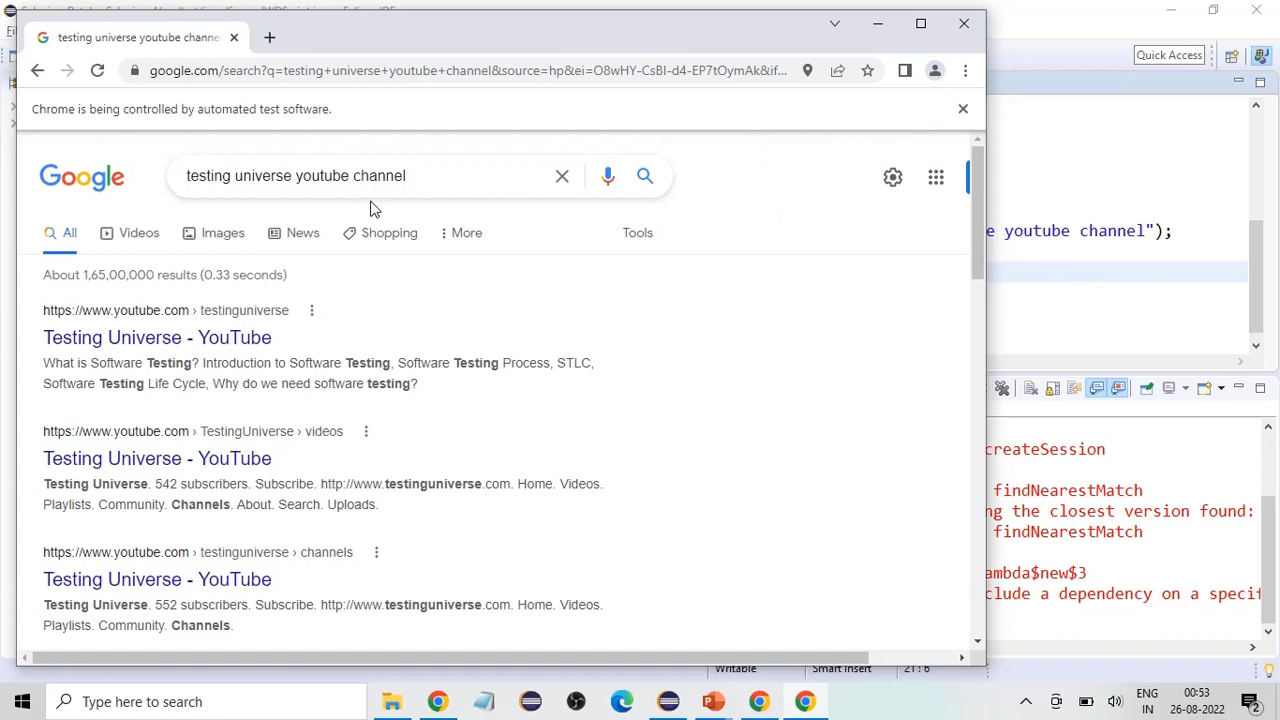 testing universe youtube channe
google.com/search?q=testing+universe+youtube+channel&source=hp&ei=O8wHY-CsBI-d4-EP7tOymAk&if...
Quick Access
Chrome is being controlled by automated test software.
Google
testing universe youtube channel
All
Videos
Images
News
Shopping
More
Tools
e youtube channel");
About 1,65,00,000 results (0.33 seconds)
https://www.youtube.com › testinguniverse
Testing Universe - YouTube
What is Software Testing? Introduction to Software Testing, Software Testing Process, STLC,
Software Testing Life Cycle, Why do we need software testing?
https://www.youtube.com › TestingUniverse › videos
Testing Universe - YouTube
Testing Universe. 542 subscribers. Subscribe. http://www.testinguniverse.com. Home. Videos.
Playlists. Community. Channels. About. Search. Uploads.
https://www.youtube.com › testinguniverse › channels
Testing Universe - YouTube
Testing Universe. 552 subscribers. Subscribe. http://www.testinguniverse.com. Home. Videos.
Playlists. Community. Channels.
createSession
findNearestMatch
ng the closest version found:
findNearestMatch
ambda$new$3
clude a dependency on a specif
Writable
Smart Insert
21 : 6
Type here to search
ENG
IN
00:53
26-08-2022
2